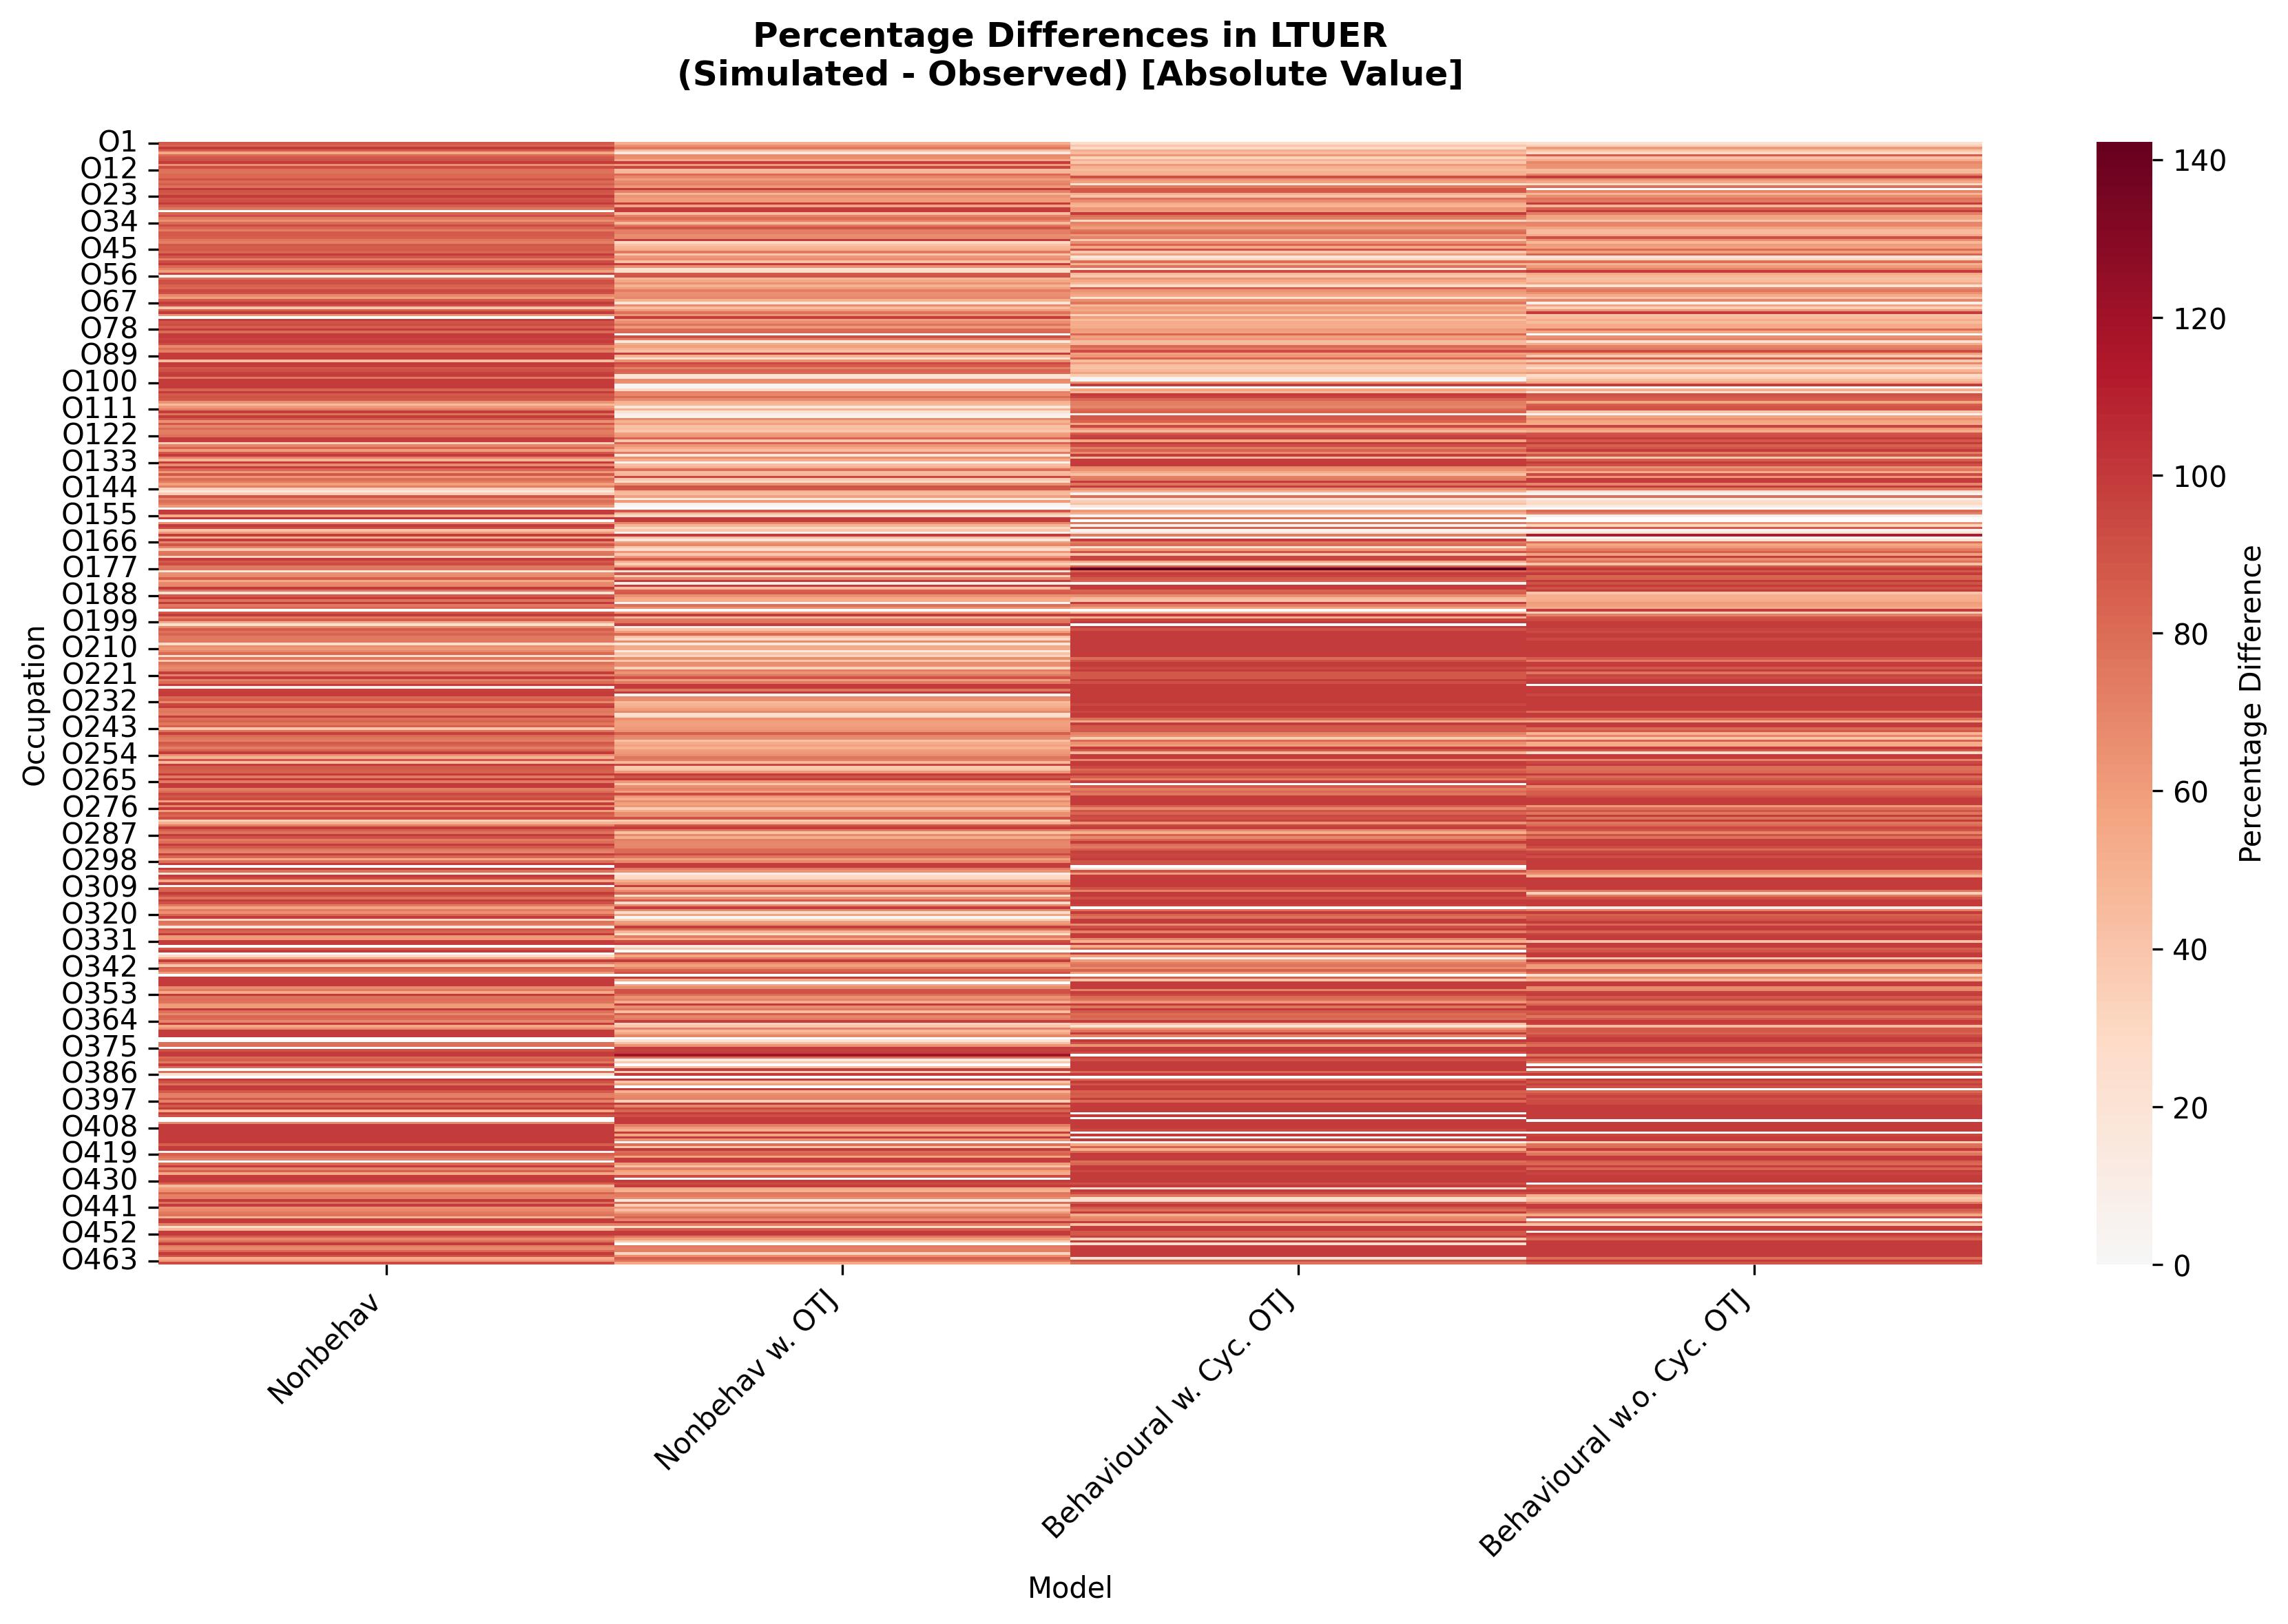 Percentage Differences in LTUER
(Simulated - Observed) [Absolute Value]
Occupation
O1
O12
O23
O34
O45
O56
O67
O78
O89
O100
O111
O122
O133
O144
O155
O166
O177
O188
O199
O210
O221
O232
O243
O254
O265
O276
O287
O298
O309
O320
O331
O342
O353
O364
O375
O386
O397
O408
O419
O430
O441
O452
O463
Nonbehav
Nonbehav w. OTJ
Behavioural w. Cyc. OTJ
Behavioural w.o. Cyc. OTJ
Model
140
120
100
80
60
40
20
0
Percentage Difference